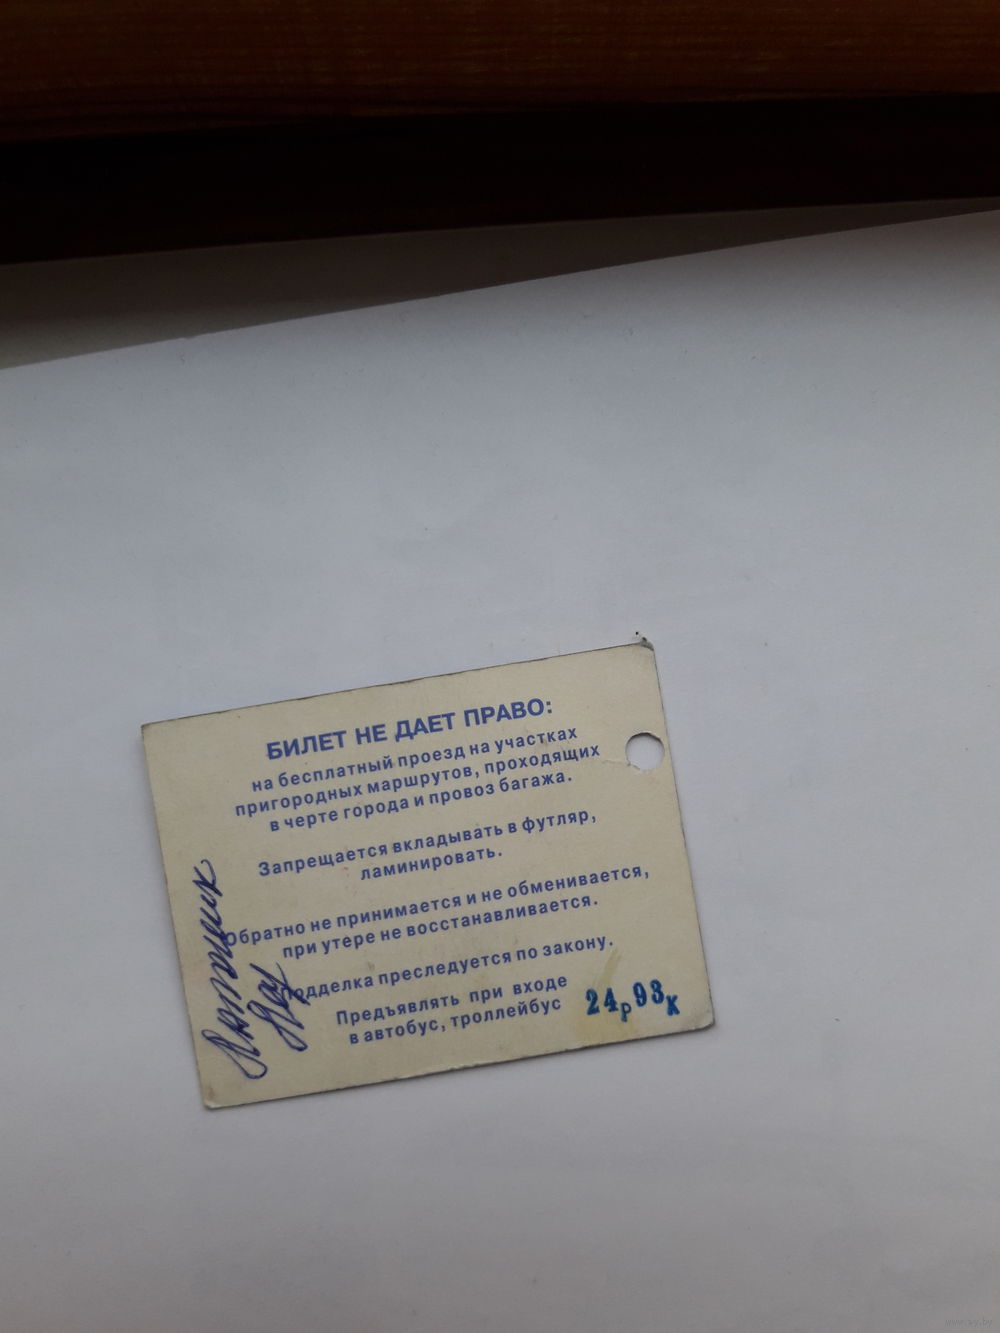 БИЛЕТ НЕ ДАЕТ ПРАВО:
на бесплатный проезд на участках
пригородных маршрутов, проходящих
в черте города и провоз багажа.
Запрещается вкладывать в футляр,
ламинировать.
Обратно не принимается и не обменивается,
при утере не восстанавливается.
Подделка преследуется по закону.
Предъявлять при входе
в автобус, троллейбус
24р93к